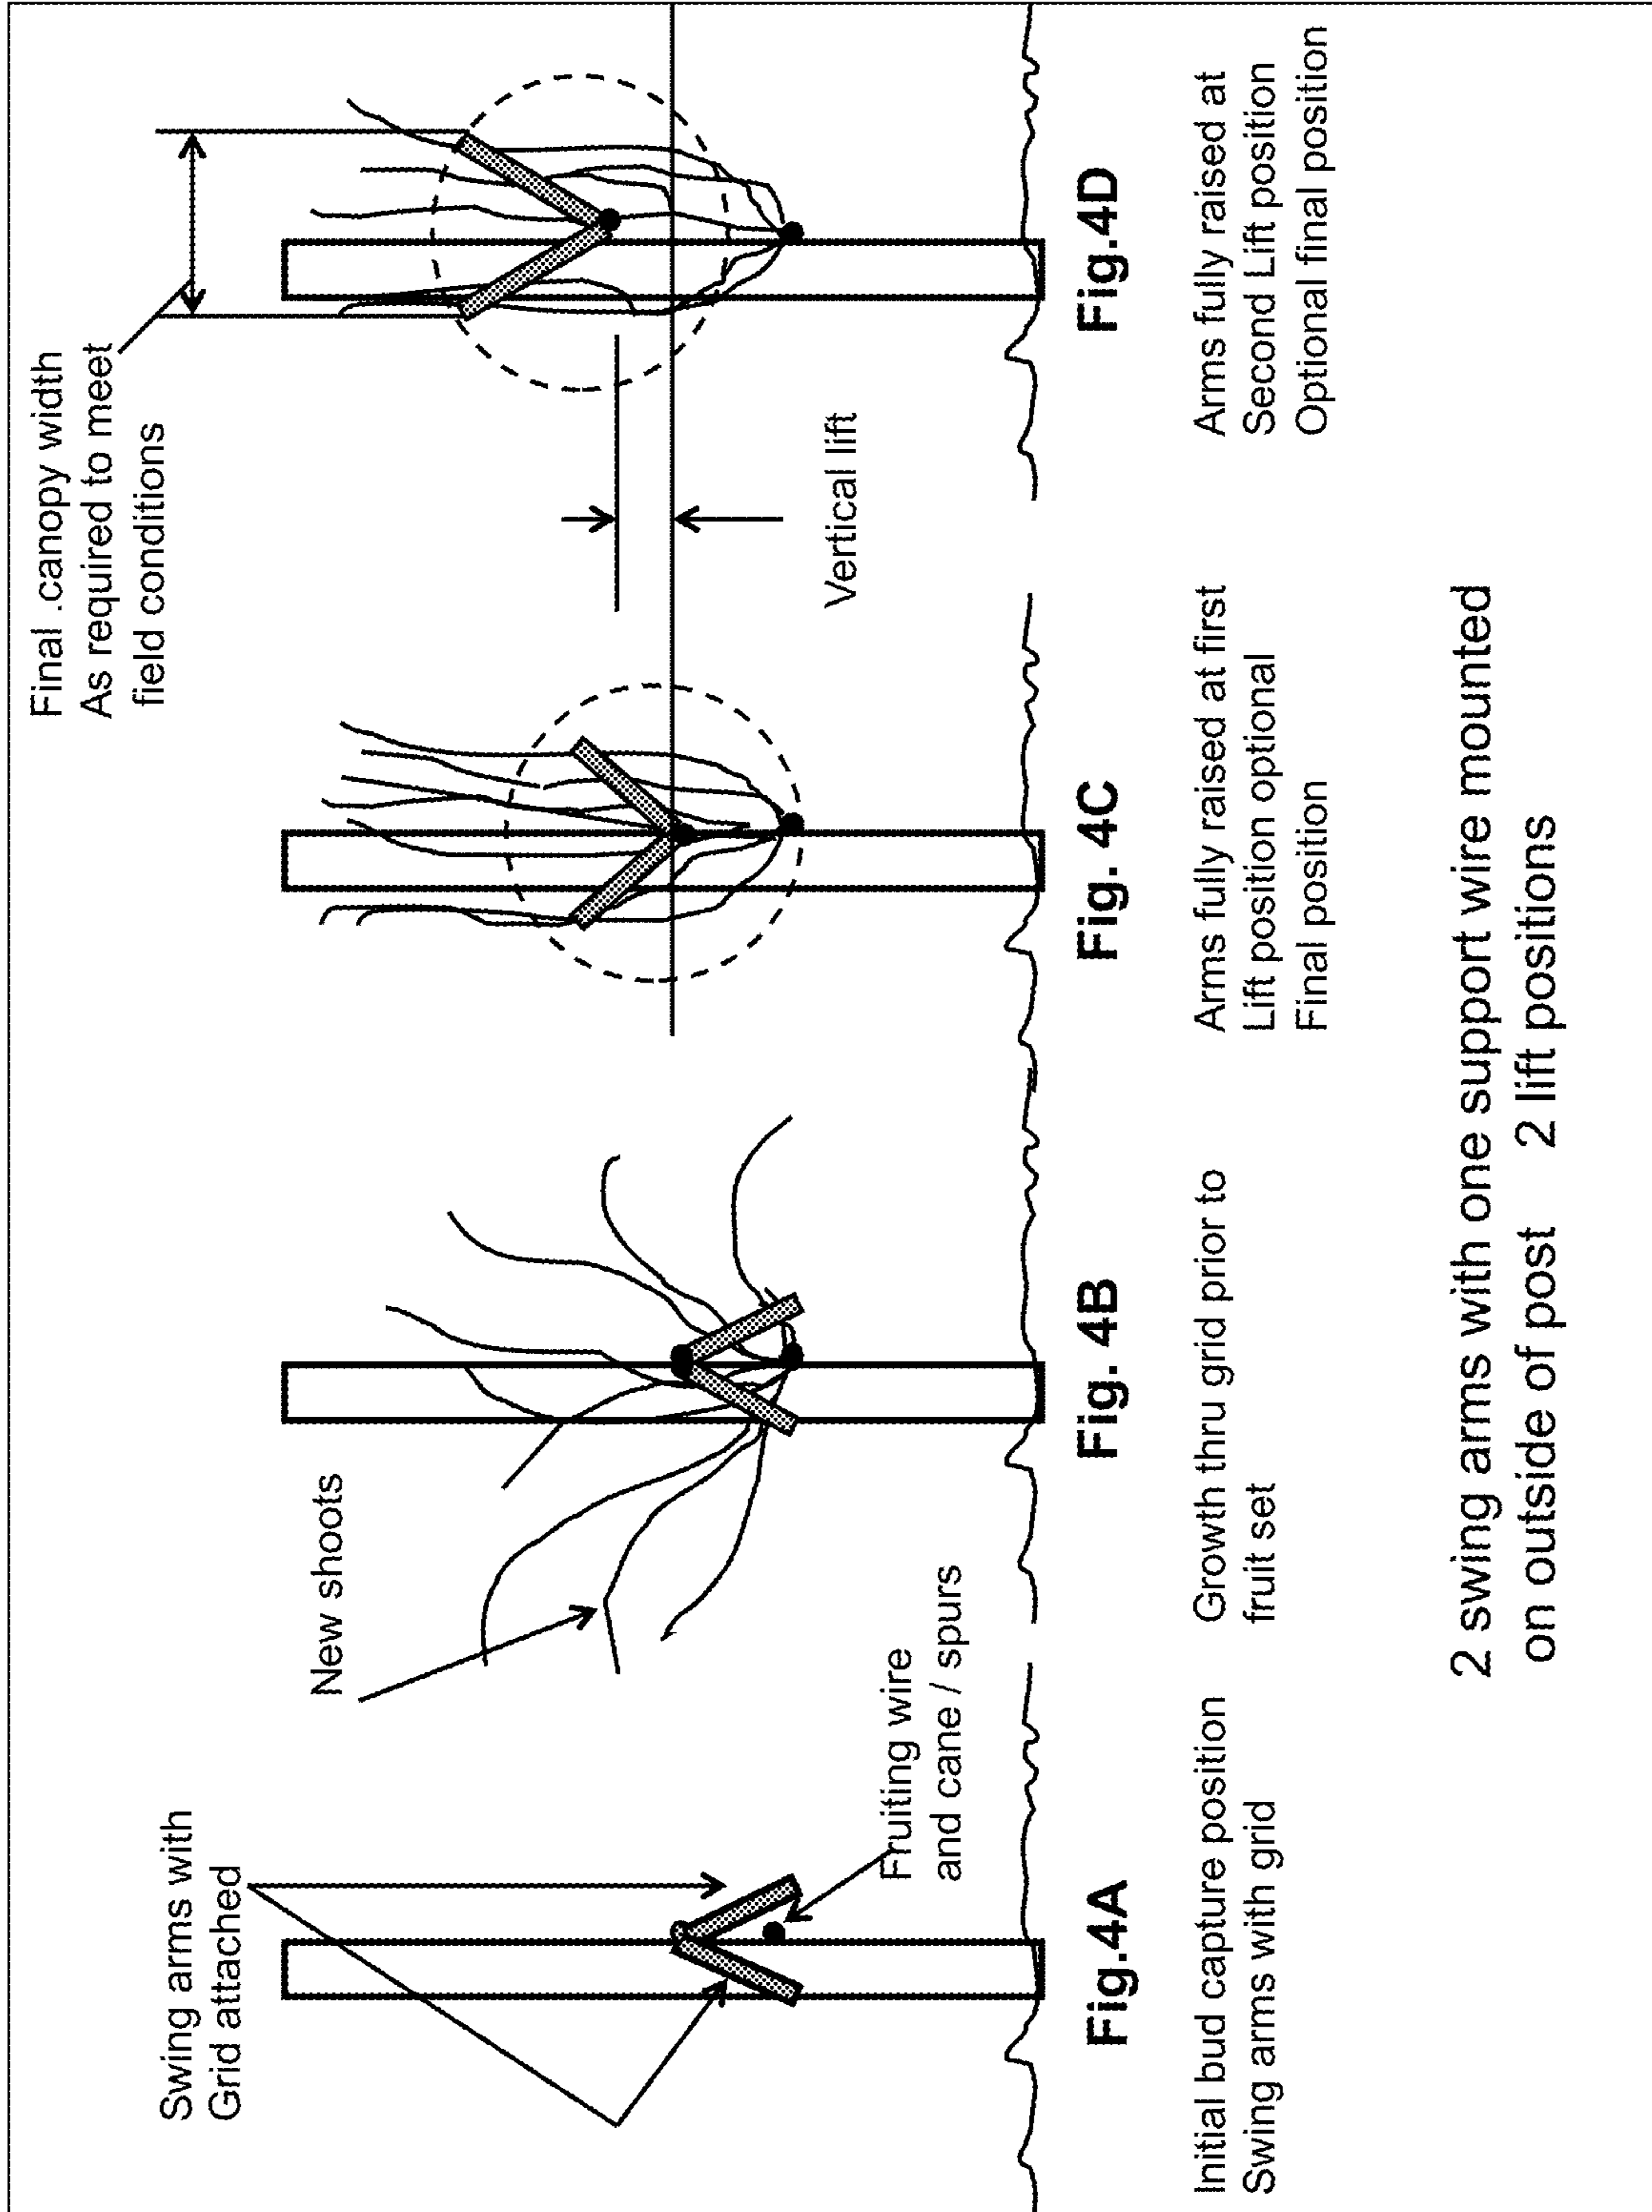 Swing arms with
Grid attached
New shoots
Final .canopy width
As required to meet
field conditions
Fruiting wire
and cane / spurs
Vertical lift
Fig.4A
Fig. 4B
Fig. 4C
Fig.4D
Initial bud capture position
Swing arms with grid
Growth thru grid prior to
fruit set
Arms fully raised at first
Lift position optional
Final position
Arms fully raised at
Second Lift position
Optional final position
2 swing arms with one support wire mounted
on outside of post 2 lift positions